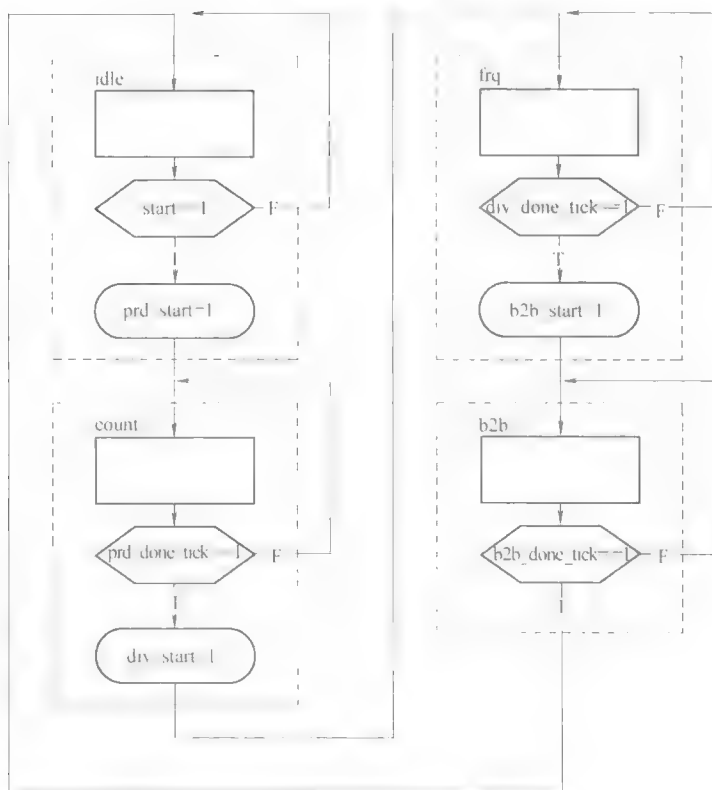 idle
start=1
F
prd_start=1
count
prd_done_tick=1
F
div_start=1
frq
div_done_tick==1
F
T
b2b_start=1
b2b
b2b_done_tick==1
F